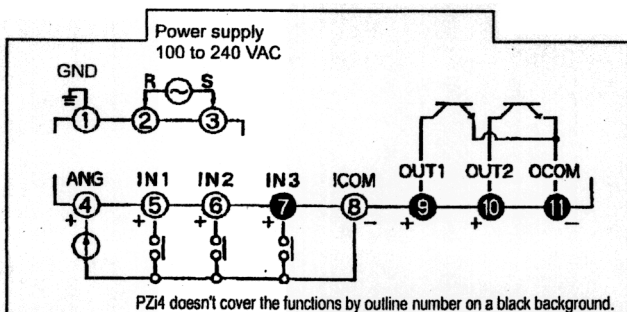 Power supply
100 to 240 VAC
GND
R S
1 2 3
ANG IN1 IN2 IN3 ICOM OUT1 OUT2 OCOM
4 5 6 7 8 9 10 11
+ + + + − + + −
PZi4 doesn't cover the functions by outline number on a black background.